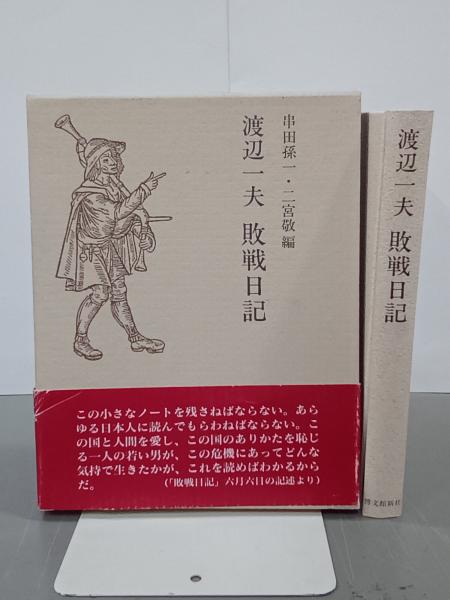 串田孫一・二宮敬編
渡辺一夫 敗戦日記
この小さなノートを残さねばならない。あら
ゆる日本人に読んでもらわねばならない。こ
の国と人間を愛し、この国のありかたを恥じ
る一人の若い男が、この危機にあってどんな
気持で生きたかが、これを読めばわかるから
だ。
(「敗戦日記」六月六日の記述より)
渡辺一夫 敗戦日記
博文館新社